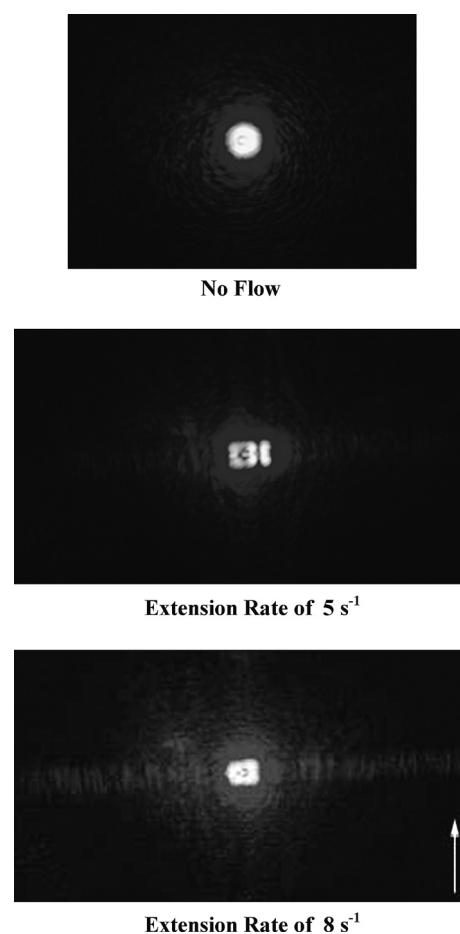 No Flow
Extension Rate of 5 s⁻¹
Extension Rate of 8 s⁻¹